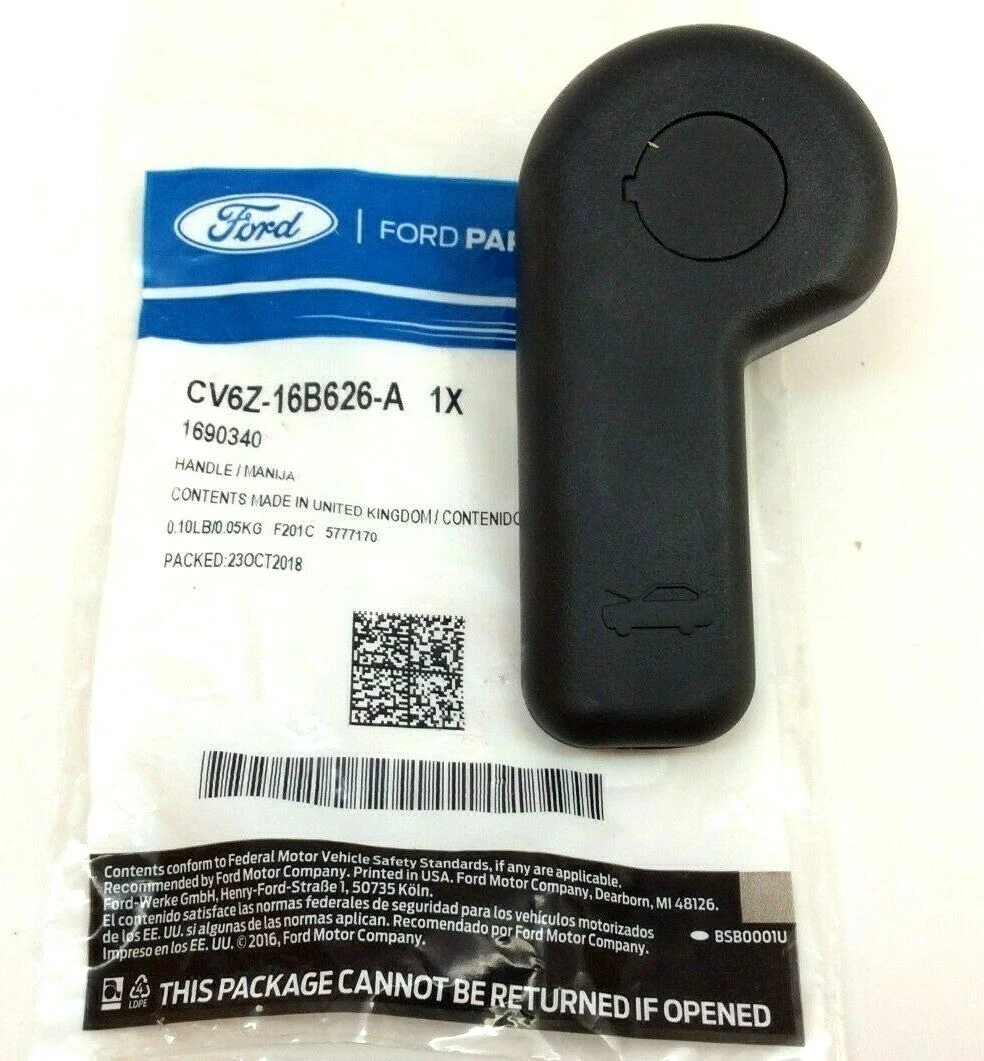 Ford
FORD
CV6Z-16B626-A 1X
1690340
HANDLE / MANIJA
CONTENTS MADE IN UNITED KINGDOM / CONTENIDO
0.10LB/0.05KG F201C 5777170
PACKED:23OCT2018
Contents conform to Federal Motor Vehicle Safety Standards, if any are applicable.
Recommended by Ford Motor Company. Printed in USA. Ford Motor Company, Dearborn, MI 48126.
Ford-Werke GmbH, Henry-Ford-Straße 1, 50735 Köln.
El contenido satisface las normas federales de seguridad para los vehículos motorizados
de los EE. UU. si algunas de las normas aplican. Recomendado por Ford Motor Company.
Impreso en los EE. UU. © 2016, Ford Motor Company.
BSB0001U
4
LDPE
THIS PACKAGE CANNOT BE RETURNED IF OPENED